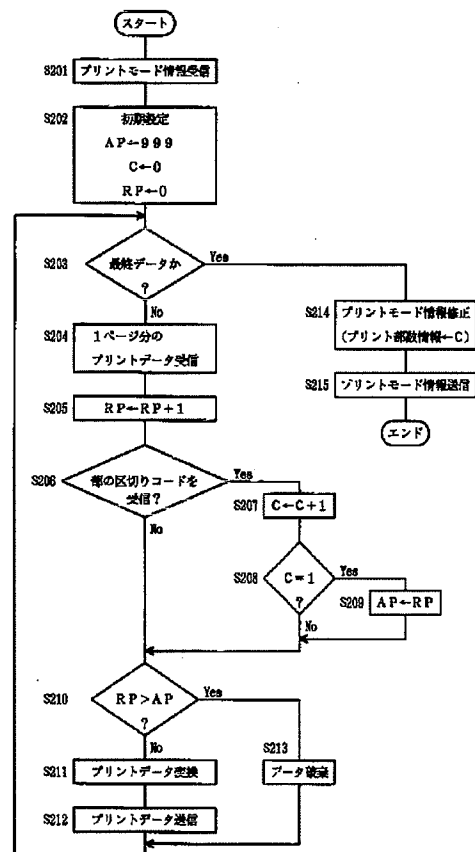 スタート
S201 プリントモード情報受信
S202 初期設定
AP←999
C←0
RP←0
S203 最終データか
?
Yes
No
S204 1ページ分の
プリントデータ受信
S205 RP←RP+1
S206 部の区切りコードを
受信?
Yes
No
S207 C←C+1
S208 C=1
?
Yes
No
S209 AP←RP
S210 RP>AP
?
Yes
No
S211 プリントデータ変換
S212 プリントデータ送信
S213
データ破棄
S214 プリントモード情報修正
(プリント部数情報←C)
S215 プリントモード情報送信
エンド